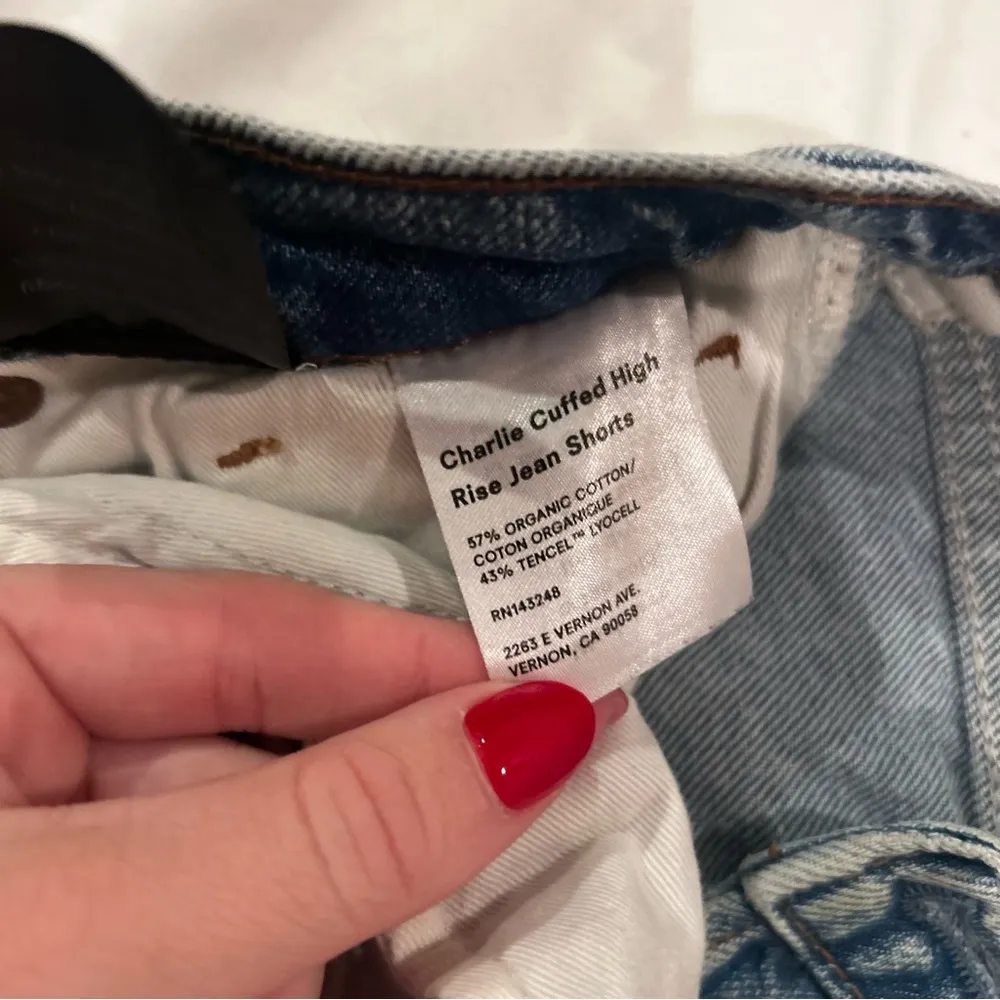 Charlie Cuffed High
Rise Jean Shorts
57% ORGANIC COTTON/
COTON ORGANIQUE
43% TENCEL™ LYOCELL
RN143248
2263 E VERNON AVE.
VERNON, CA 90058